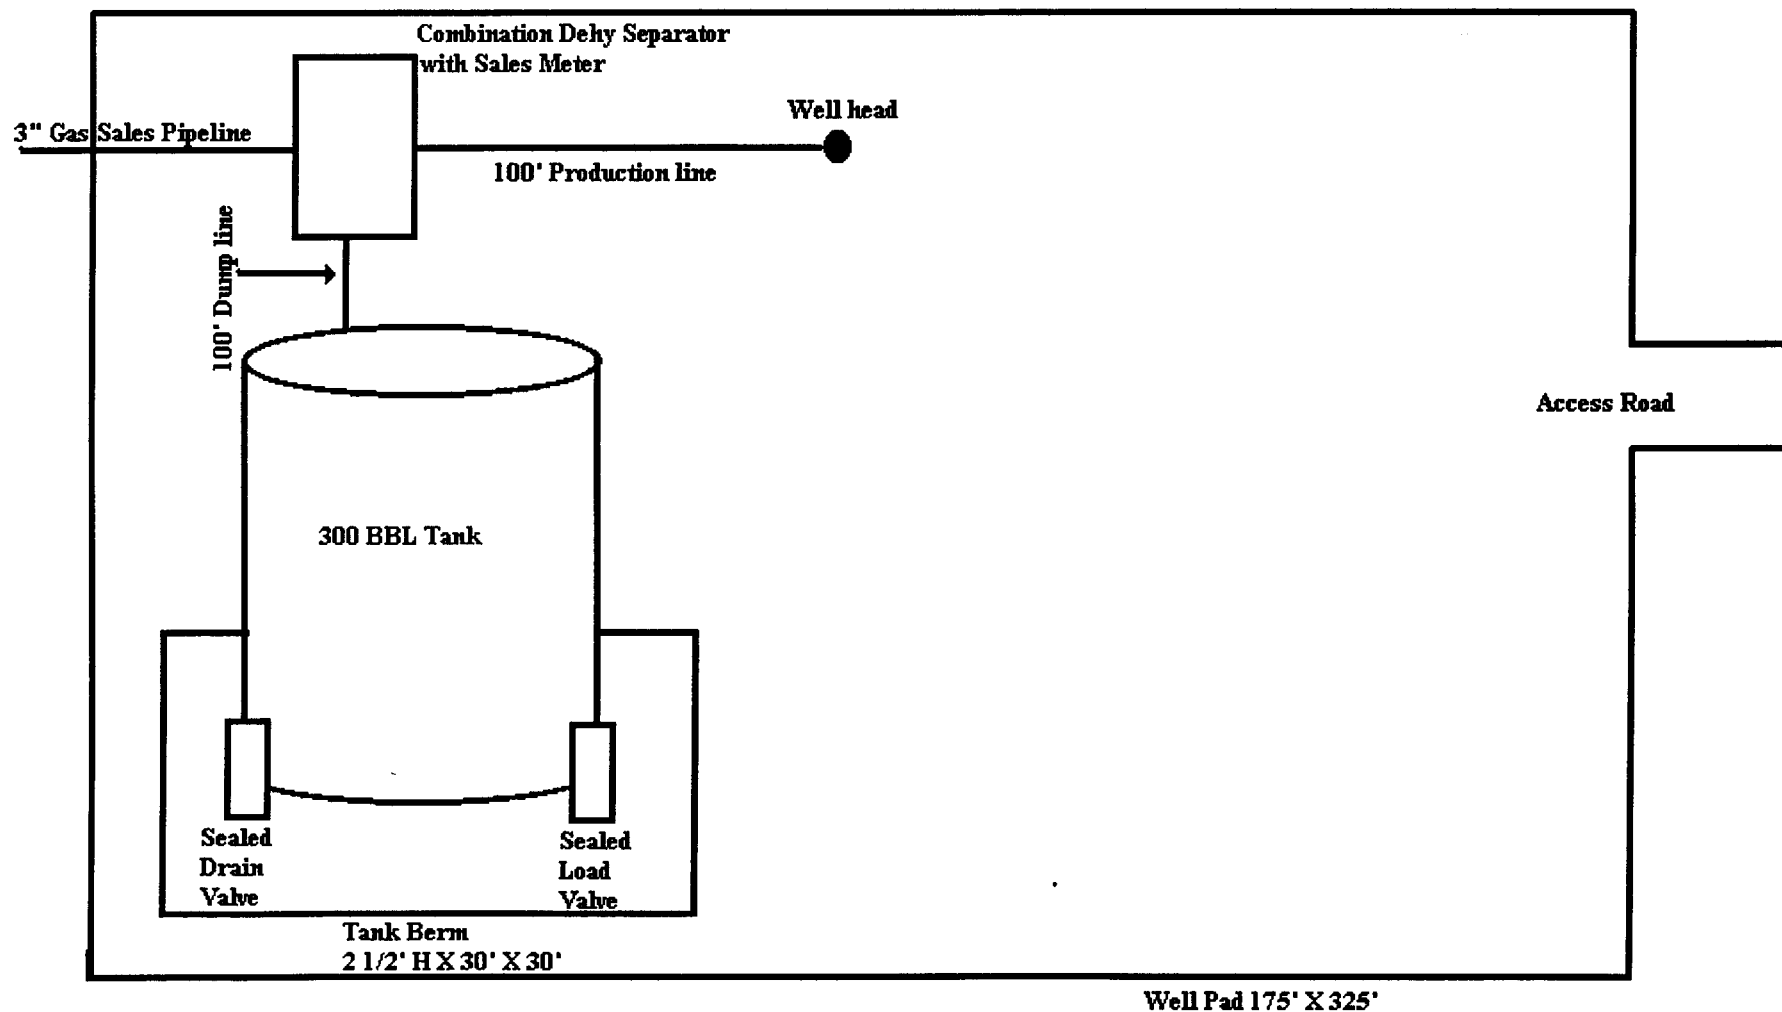 Combination Dehy Separator
with Sales Meter
Well head
3" Gas Sales Pipeline
100' Production line
100' Dump line
Access Road
300 BBL Tank
Sealed
Drain
Valve
Sealed
Load
Valve
Tank Berm
2 1/2' H X 30' X 30'
Well Pad 175' X 325'